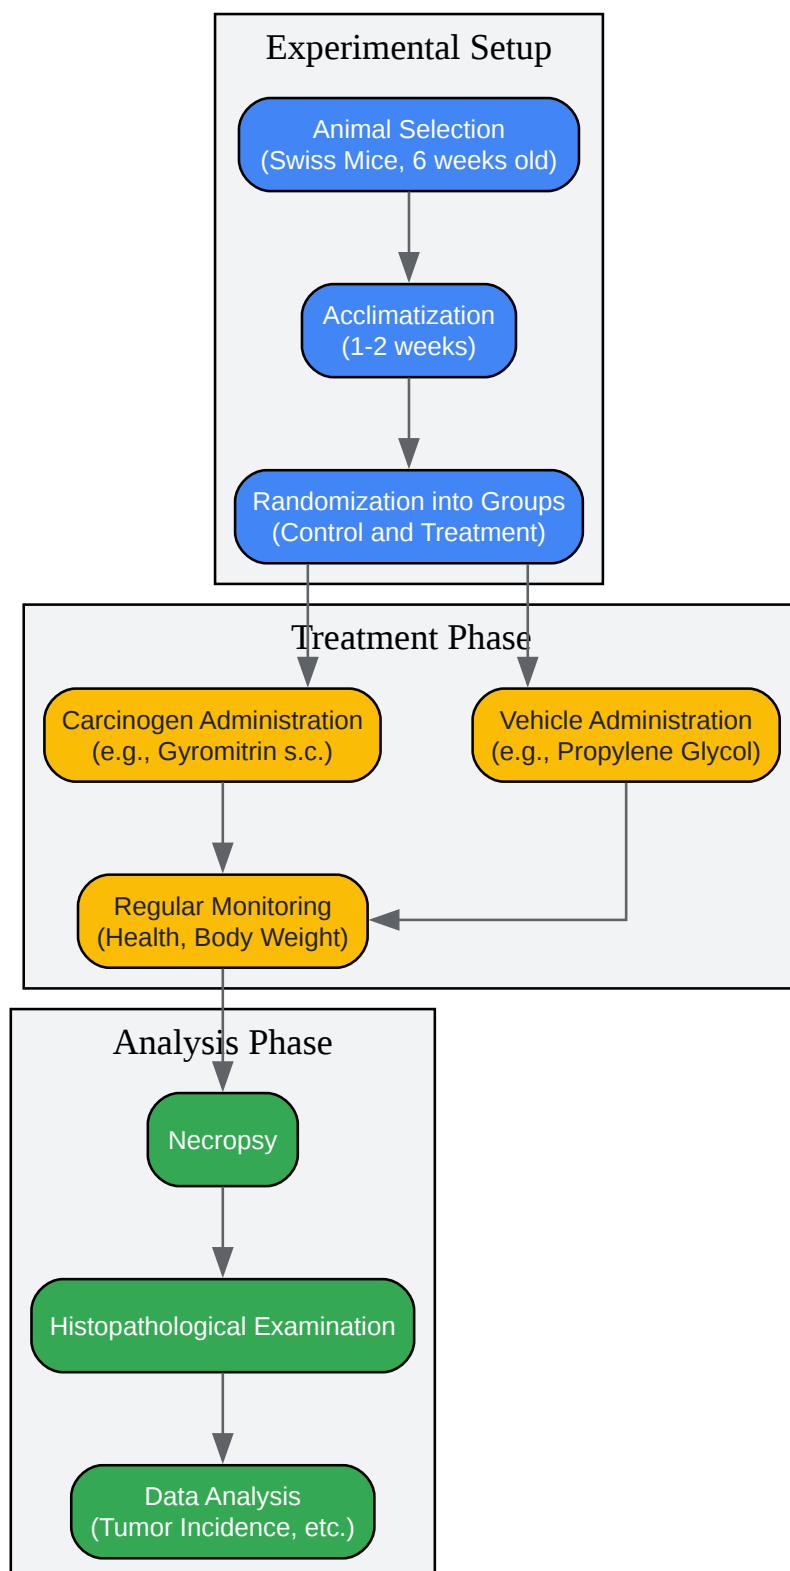 Experimental Setup
Animal Selection
(Swiss Mice, 6 weeks old)
Acclimatization
(1-2 weeks)
Randomization into Groups
(Control and Treatment)
Treatment Phase
Carcinogen Administration
(e.g., Gyromitrin s.c.)
Vehicle Administration
(e.g., Propylene Glycol)
Regular Monitoring
(Health, Body Weight)
Analysis Phase
Necropsy
Histopathological Examination
Data Analysis
(Tumor Incidence, etc.)